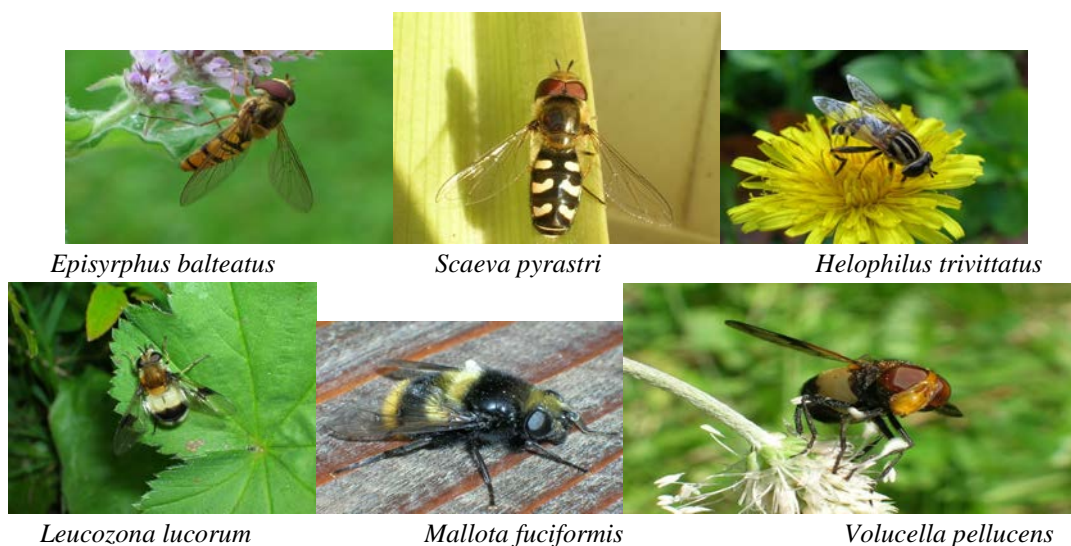 Episyrphus balteatus Scaeva pyrastri Helophilus trivittatus
Leucozona lucorum Mallota fuciformis Volucella pellucens